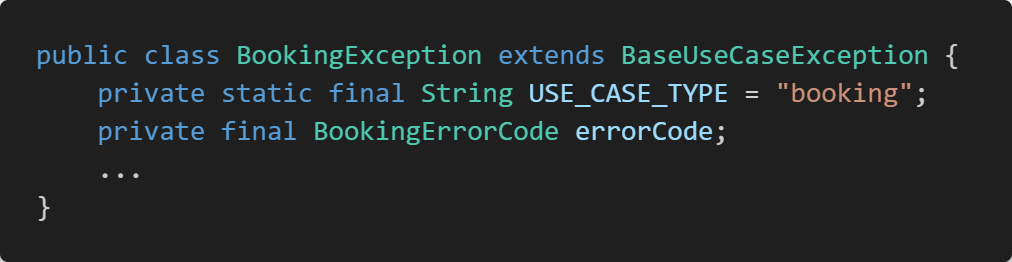 public class BookingException extends BaseUseCaseException {
    private static final String USE_CASE_TYPE = "booking";
    private final BookingErrorCode errorCode;
    ...
}